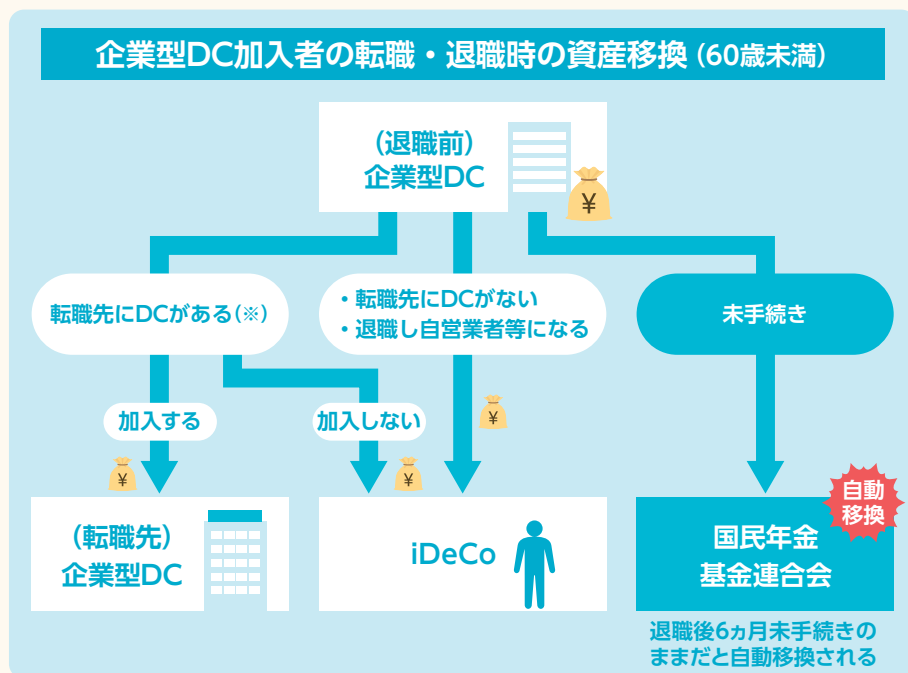 企業型DC加入者の転職・退職時の資産移換（60歳未満）
（退職前）
企業型DC
¥
転職先にDCがある（※）
・転職先にDCがない
・退職し自営業者等になる
未手続き
加入する
加入しない
¥
¥
¥
（転職先）
企業型DC
iDeCo
自動
移換
国民年金
基金連合会
退職後6ヵ月未手続きの
ままだと自動移換される